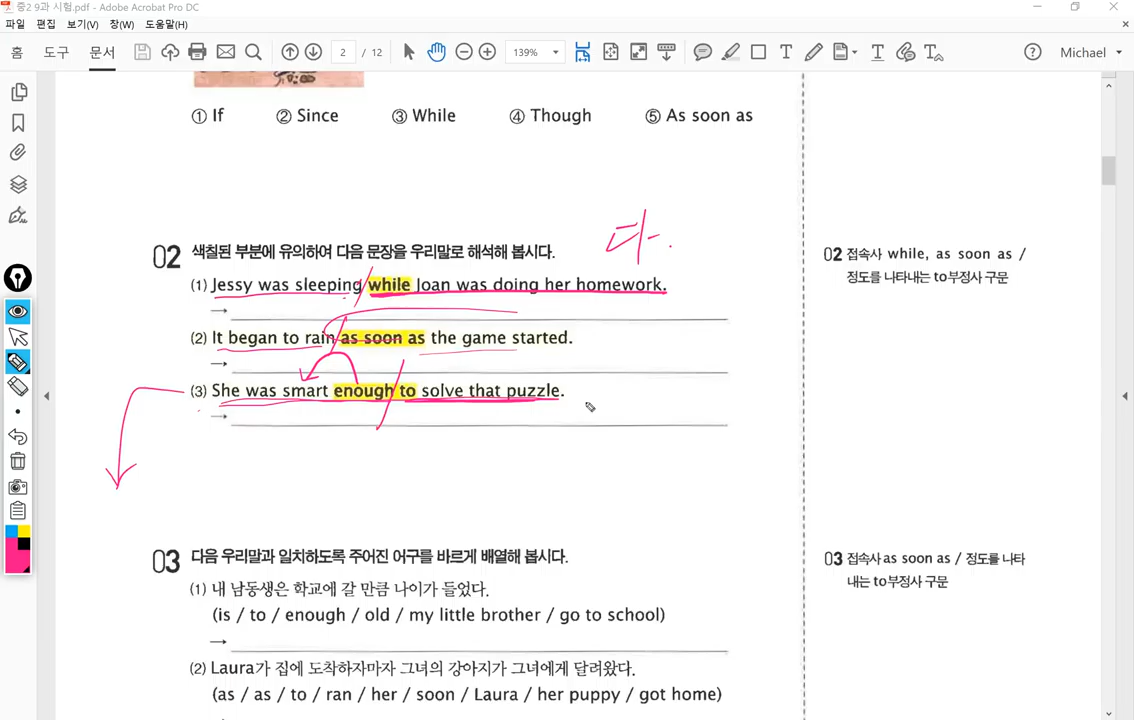 중2 9과 시험.pdf - Adobe Acrobat Pro DC
파일 편집 보기(V) 창(W) 도움말(H)
홈 도구 문서 2 / 12 139% Michael
① If ② Since ③ While ④ Though ⑤ As soon as
다.
02 색칠된 부분에 유의하여 다음 문장을 우리말로 해석해 봅시다.
(1) Jessy was sleeping while Joan was doing her homework.
→
(2) It began to rain as soon as the game started.
→
(3) She was smart enough to solve that puzzle.
→
02 접속사 while, as soon as /
정도를 나타내는 to부정사 구문
03 다음 우리말과 일치하도록 주어진 어구를 바르게 배열해 봅시다.
(1) 내 남동생은 학교에 갈 만큼 나이가 들었다.
(is / to / enough / old / my little brother / go to school)
→
(2) Laura가 집에 도착하자마자 그녀의 강아지가 그녀에게 달려왔다.
(as / as / to / ran / her / soon / Laura / her puppy / got home)
03 접속사 as soon as / 정도를 나타
내는 to부정사 구문